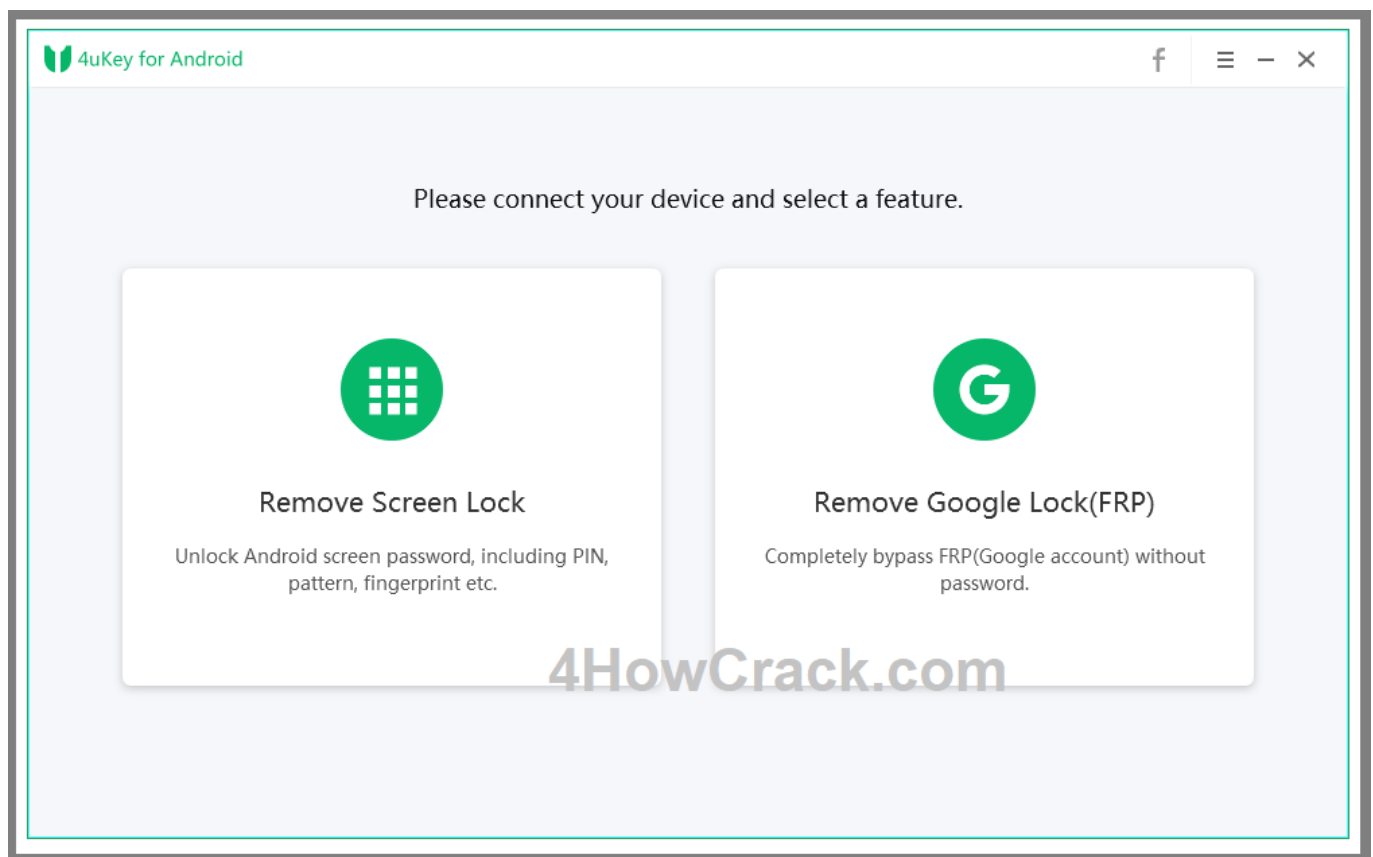 4uKey for Android
f
Please connect your device and select a feature.
Remove Screen Lock
Unlock Android screen password, including PIN,
pattern, fingerprint etc.
G
Remove Google Lock(FRP)
Completely bypass FRP(Google account) without
password.
4HowCrack.com